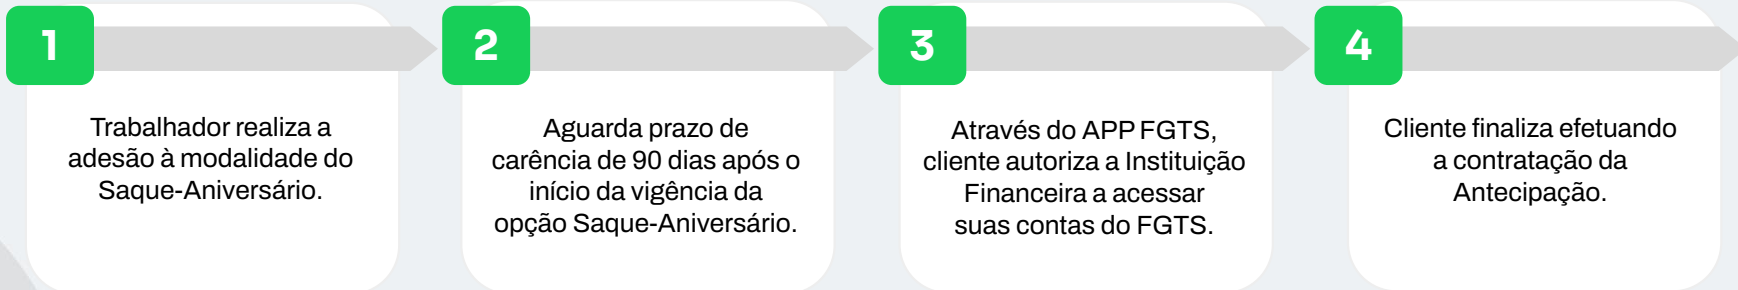 1
Trabalhador realiza a
adesão à modalidade do
Saque-Aniversário.
2
Aguarda prazo de
carência de 90 dias após o
início da vigência da
opção Saque-Aniversário.
3
Através do APP FGTS,
cliente autoriza a Instituição
Financeira a acessar
suas contas do FGTS.
4
Cliente finaliza efetuando
a contratação da
Antecipação.